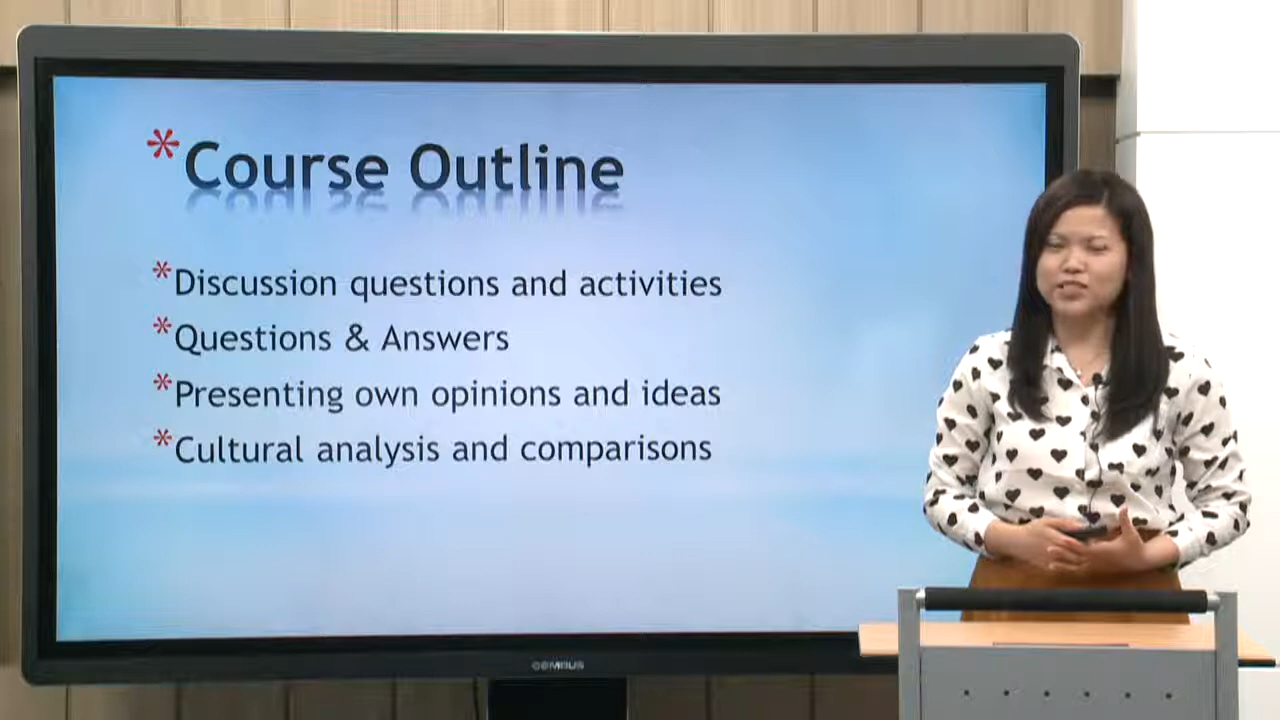 *Course Outline
*Discussion questions and activities
*Questions & Answers
*Presenting own opinions and ideas
*Cultural analysis and comparisons